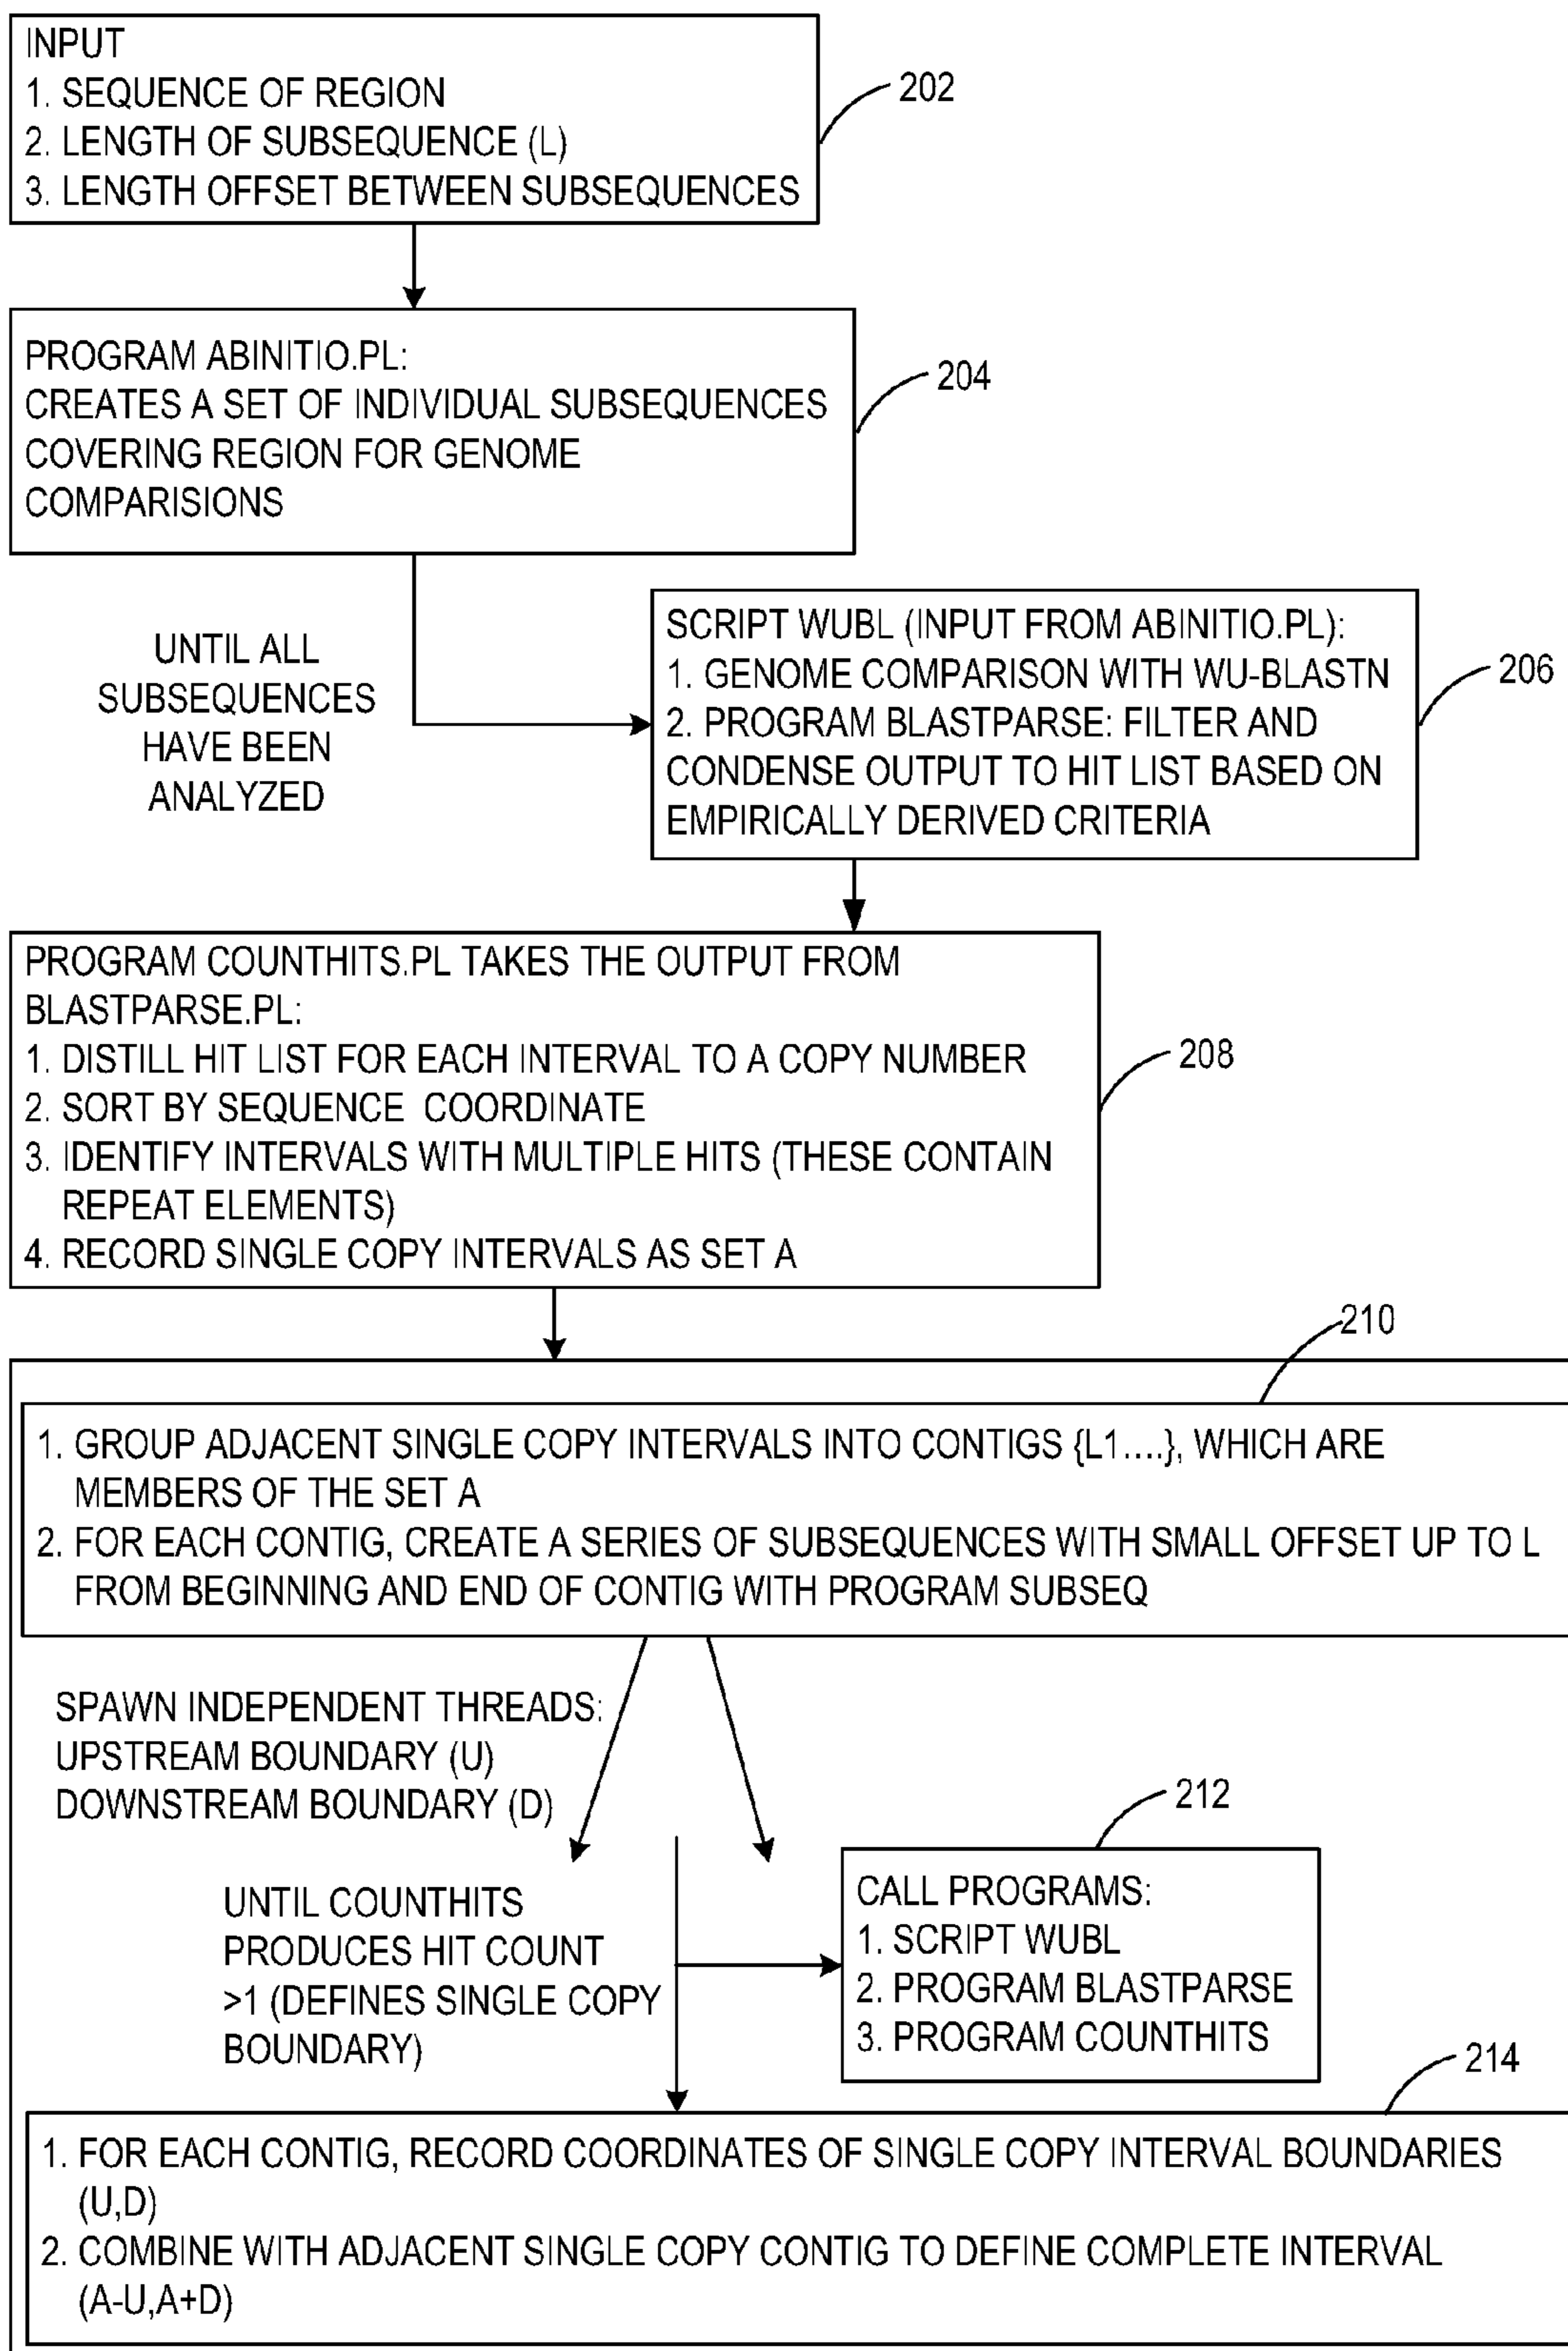 INPUT
1. SEQUENCE OF REGION
2. LENGTH OF SUBSEQUENCE (L)
3. LENGTH OFFSET BETWEEN SUBSEQUENCES
202
PROGRAM ABINITIO.PL:
CREATES A SET OF INDIVIDUAL SUBSEQUENCES
COVERING REGION FOR GENOME
COMPARISIONS
204
UNTIL ALL
SUBSEQUENCES
HAVE BEEN
ANALYZED
SCRIPT WUBL (INPUT FROM ABINITIO.PL):
1. GENOME COMPARISON WITH WU-BLASTN
2. PROGRAM BLASTPARSE: FILTER AND
CONDENSE OUTPUT TO HIT LIST BASED ON
EMPIRICALLY DERIVED CRITERIA
206
PROGRAM COUNTHITS.PL TAKES THE OUTPUT FROM
BLASTPARSE.PL:
1. DISTILL HIT LIST FOR EACH INTERVAL TO A COPY NUMBER
2. SORT BY SEQUENCE COORDINATE
3. IDENTIFY INTERVALS WITH MULTIPLE HITS (THESE CONTAIN
REPEAT ELEMENTS)
4. RECORD SINGLE COPY INTERVALS AS SET A
208
210
1. GROUP ADJACENT SINGLE COPY INTERVALS INTO CONTIGS {L1....}, WHICH ARE
MEMBERS OF THE SET A
2. FOR EACH CONTIG, CREATE A SERIES OF SUBSEQUENCES WITH SMALL OFFSET UP TO L
FROM BEGINNING AND END OF CONTIG WITH PROGRAM SUBSEQ
SPAWN INDEPENDENT THREADS:
UPSTREAM BOUNDARY (U)
DOWNSTREAM BOUNDARY (D)
UNTIL COUNTHITS
PRODUCES HIT COUNT
>1 (DEFINES SINGLE COPY
BOUNDARY)
212
CALL PROGRAMS:
1. SCRIPT WUBL
2. PROGRAM BLASTPARSE
3. PROGRAM COUNTHITS
214
1. FOR EACH CONTIG, RECORD COORDINATES OF SINGLE COPY INTERVAL BOUNDARIES
(U,D)
2. COMBINE WITH ADJACENT SINGLE COPY CONTIG TO DEFINE COMPLETE INTERVAL
(A-U,A+D)